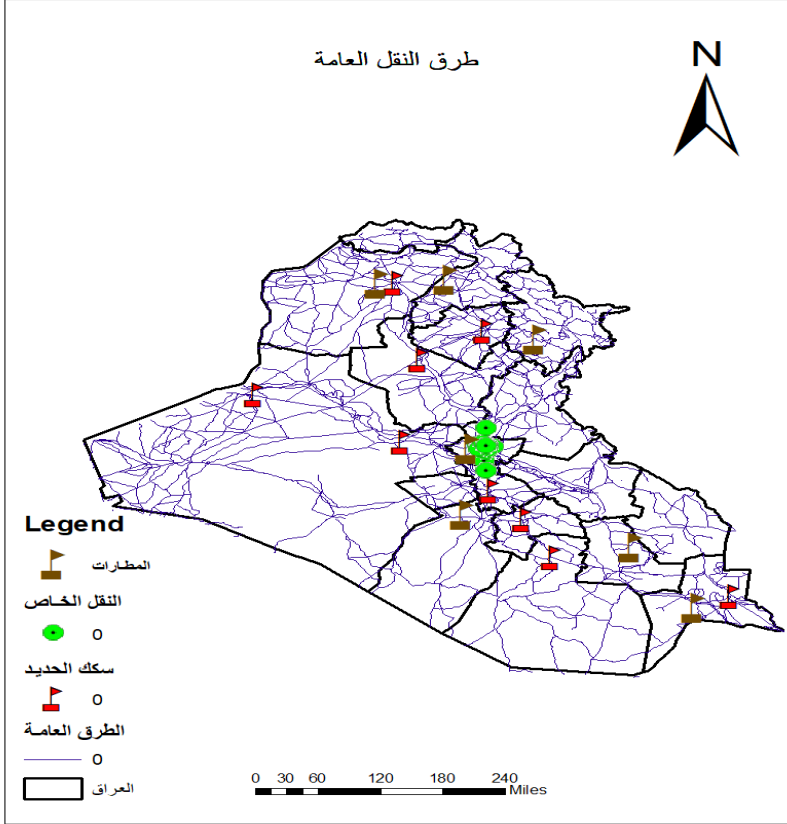 طرق النقل العامة
N
Legend
المطارات
النقل الخاص
0
سكك الحديد
0
الطرق العامة
0
العراق
0 30 60 120 180 240
Miles